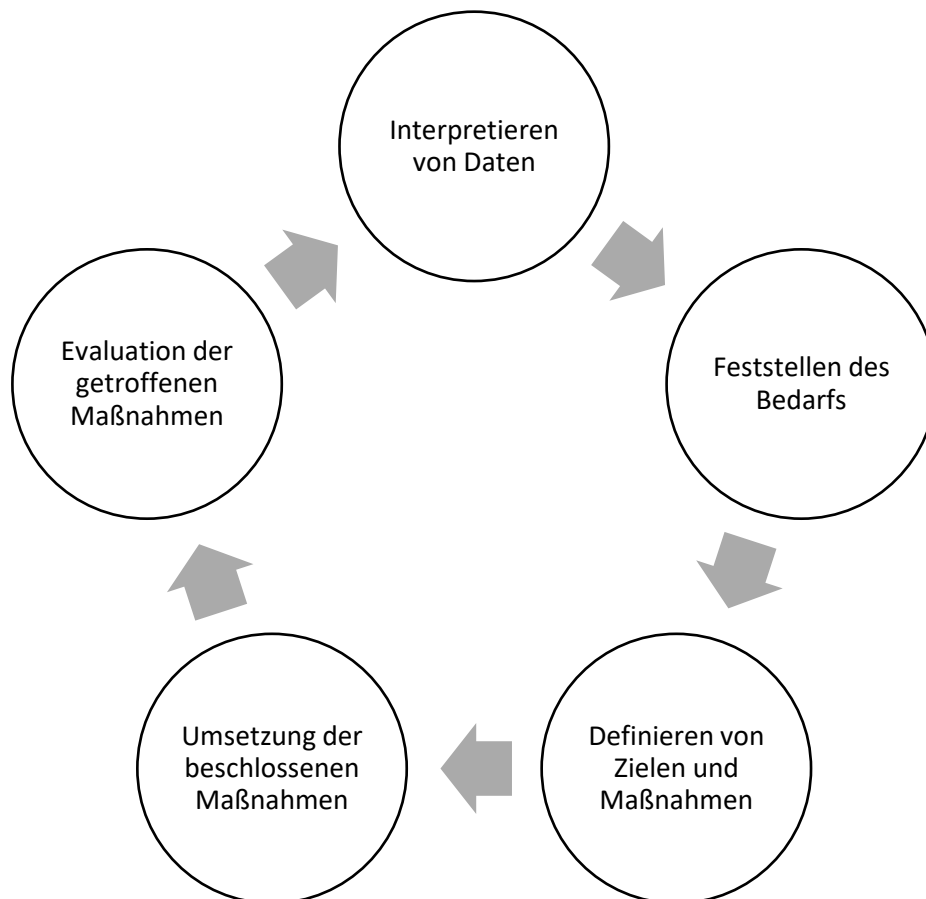 Interpretieren
von Daten
Feststellen des
Bedarfs
Definieren von
Zielen und
Maßnahmen
Umsetzung der
beschlossenen
Maßnahmen
Evaluation der
getroffenen
Maßnahmen